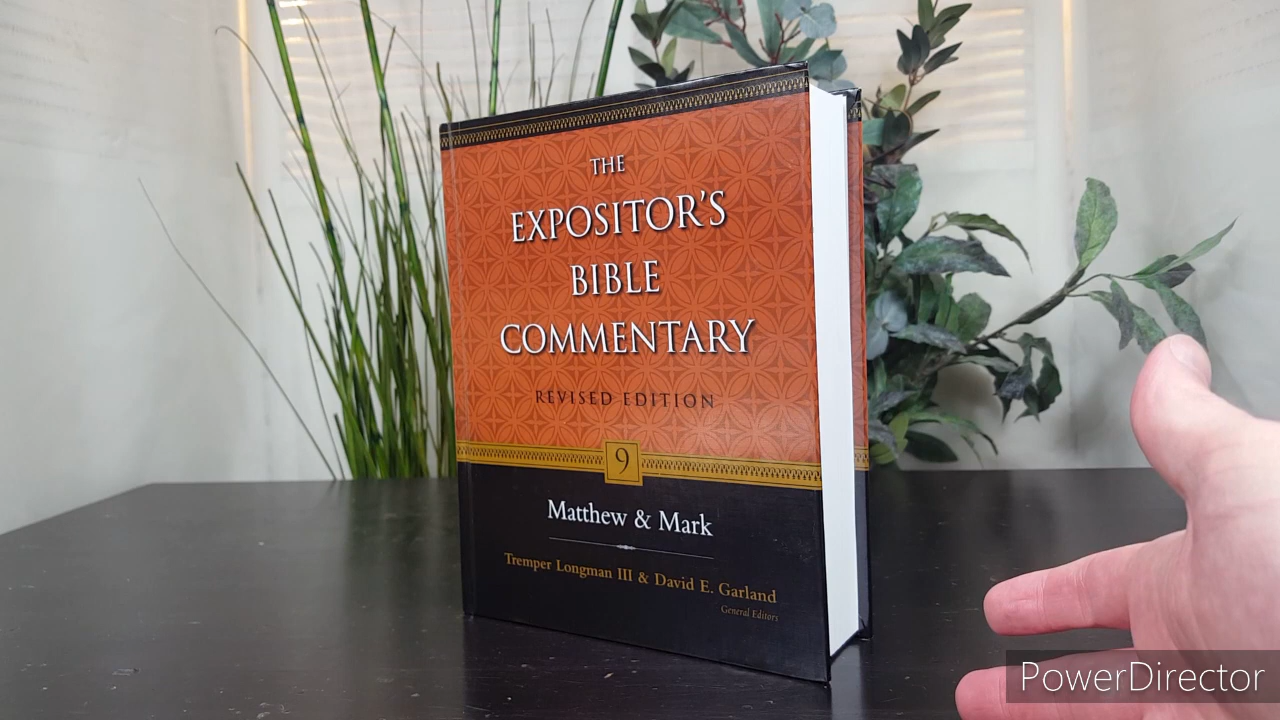 THE
EXPOSITOR'S
BIBLE
COMMENTARY
REVISED EDITION
9
Matthew & Mark
Tremper Longman III & David E. Garland
General Editors
PowerDirector